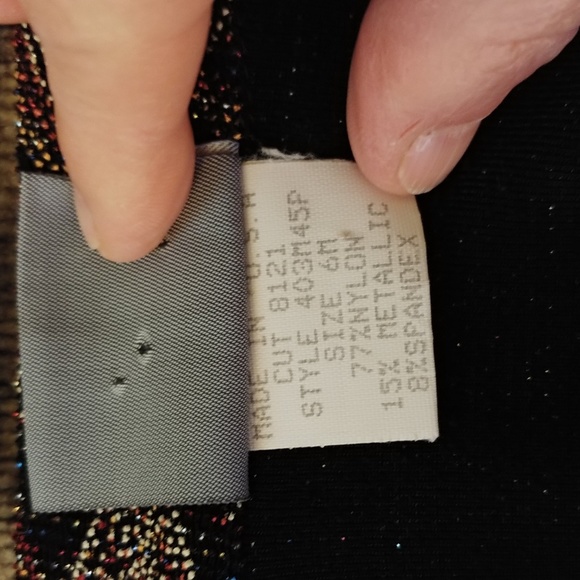 MADE IN U.S.A
CUT 8121
STYLE 403M45P
SIZE 6M
77%NYLON
15% METALLIC
8%SPANDEX